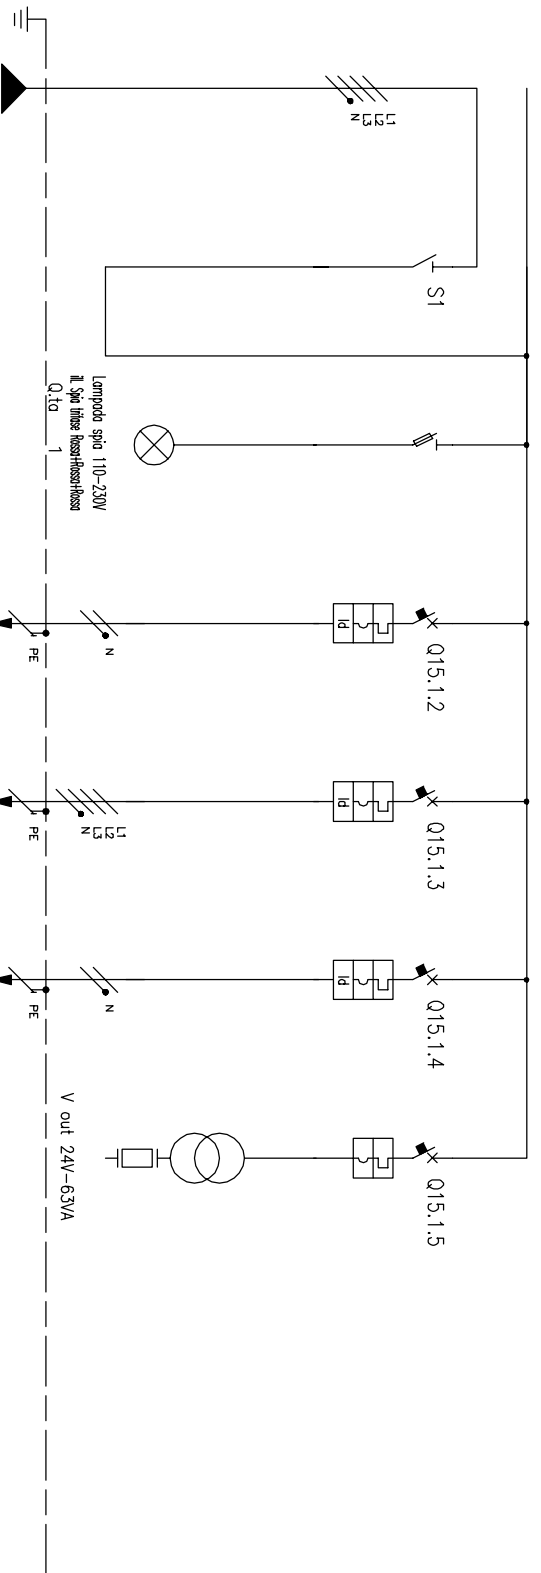 L1
L2
L3
N
S1
Lampada spia 110-230V
il. Spia trifase Rossa+Rossa+Rossa
Q.ta 1
Q15.1.2
Id
N
PE
Q15.1.3
Id
L1
L2
L3
N
PE
Q15.1.4
Id
N
PE
Q15.1.5
V out 24V-63VA